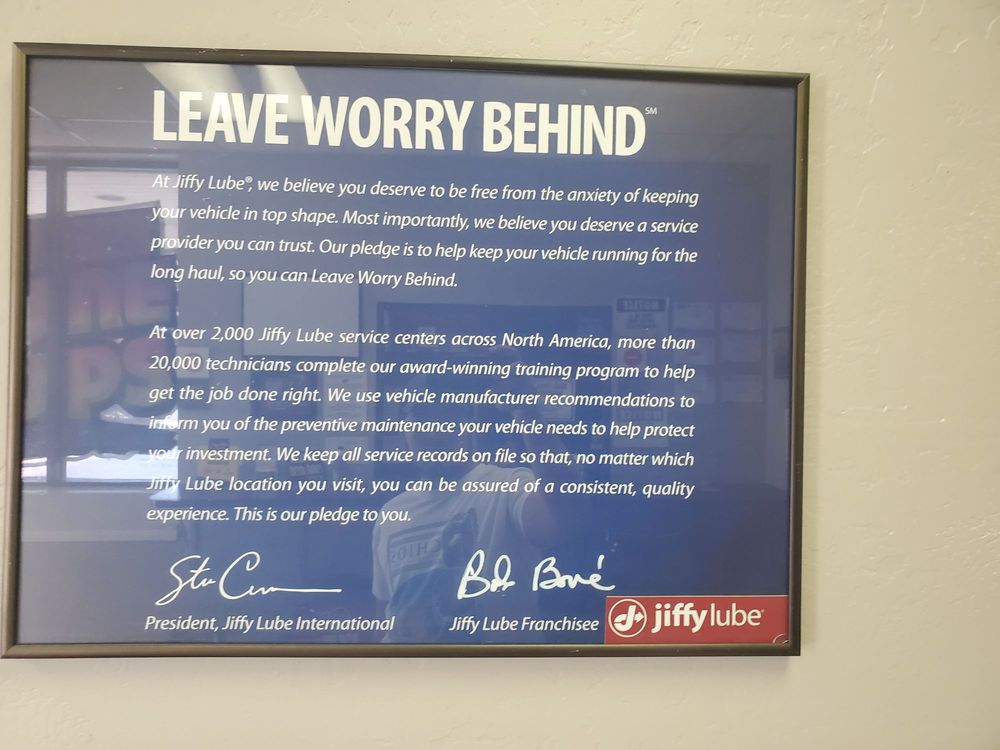 LEAVE WORRY BEHIND℠
At Jiffy Lube®, we believe you deserve to be free from the anxiety of keeping
your vehicle in top shape. Most importantly, we believe you deserve a service
provider you can trust. Our pledge is to help keep your vehicle running for the
long haul, so you can Leave Worry Behind.
At over 2,000 Jiffy Lube service centers across North America, more than
20,000 technicians complete our award-winning training program to help
get the job done right. We use vehicle manufacturer recommendations to
inform you of the preventive maintenance your vehicle needs to help protect
your investment. We keep all service records on file so that, no matter which
Jiffy Lube location you visit, you can be assured of a consistent, quality
experience. This is our pledge to you.
Bob Boné
President, Jiffy Lube International
Jiffy Lube Franchisee
jiffy lube